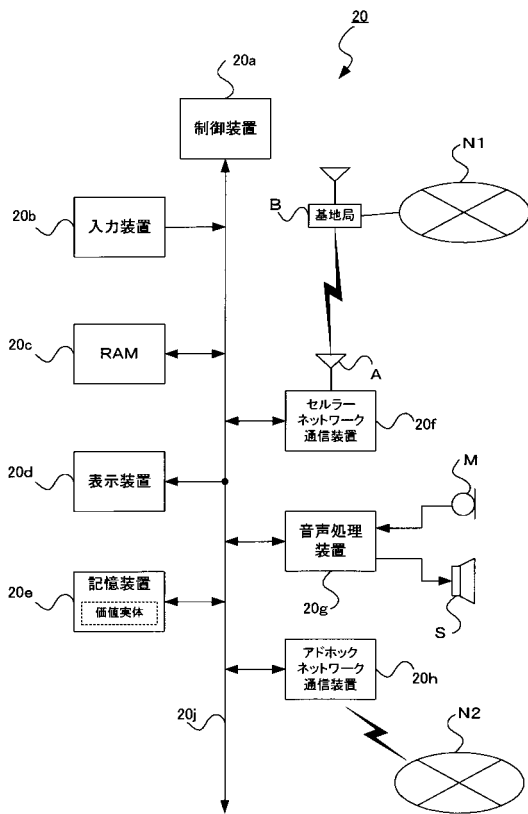 20
20a
制御装置
N1
B
基地局
20b
入力装置
20c
RAM
A
セルラー
ネットワーク
通信装置
20f
20d
表示装置
M
音声処理
装置
20g
S
20e
記憶装置
価値実体
アドホック
ネットワーク
通信装置
20h
20j
N2